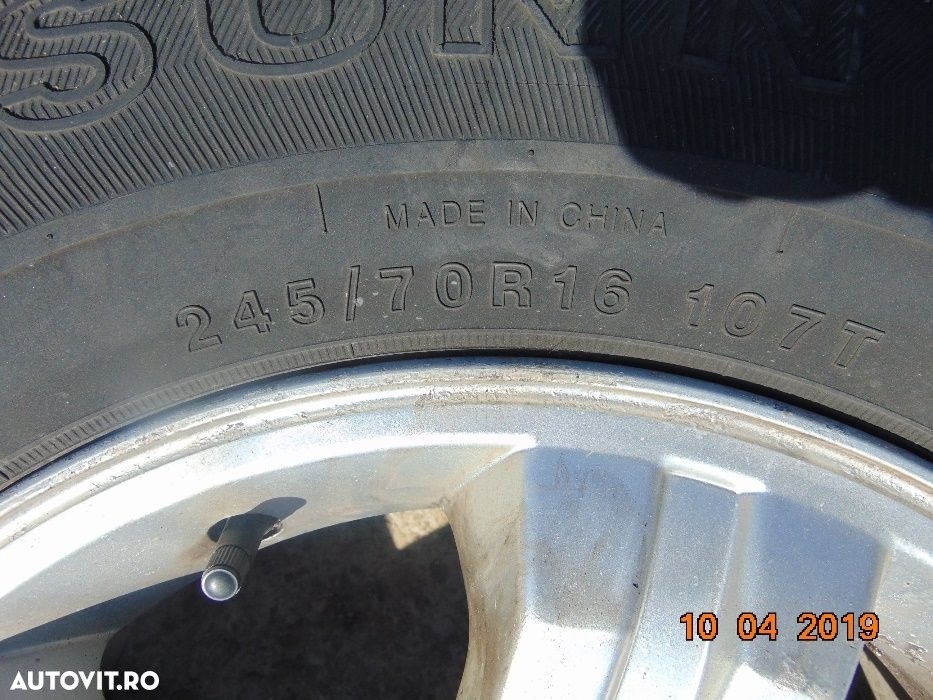 MADE IN CHINA
245/70R16 107T
10 04 2019
AUTOVIT.RO